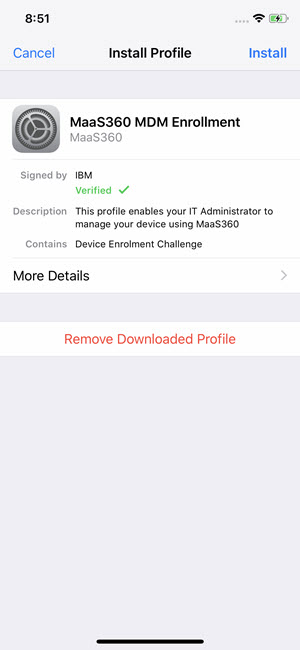 8:51
Cancel Install Profile Install
MaaS360 MDM Enrollment
MaaS360
Signed by IBM
Verified
Description This profile enables your IT Administrator to
manage your device using MaaS360
Contains Device Enrolment Challenge
More Details
Remove Downloaded Profile